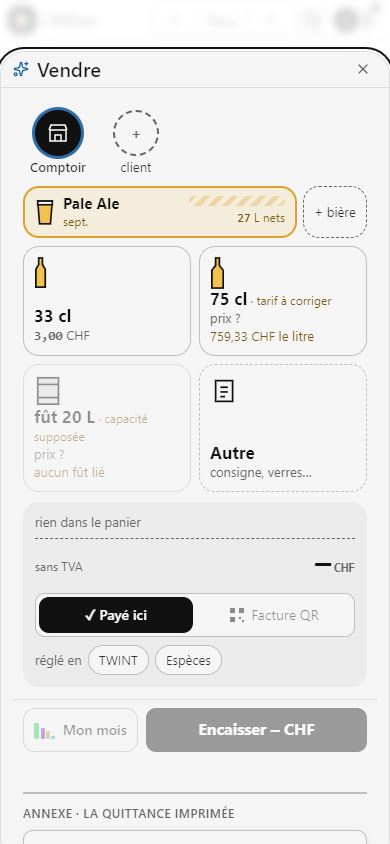 Vendre
Comptoir
+
client
Pale Ale
sept.
27 L nets
+ bière
33 cl
3,00 CHF
75 cl · tarif à corriger
prix ?
759,33 CHF le litre
fût 20 L · capacité
supposée
prix ?
aucun fût lié
Autre
consigne, verres...
rien dans le panier
sans TVA
— CHF
✓ Payé ici
Facture QR
réglé en
TWINT
Espèces
Mon mois
Encaisser – CHF
ANNEXE · LA QUITTANCE IMPRIMÉE